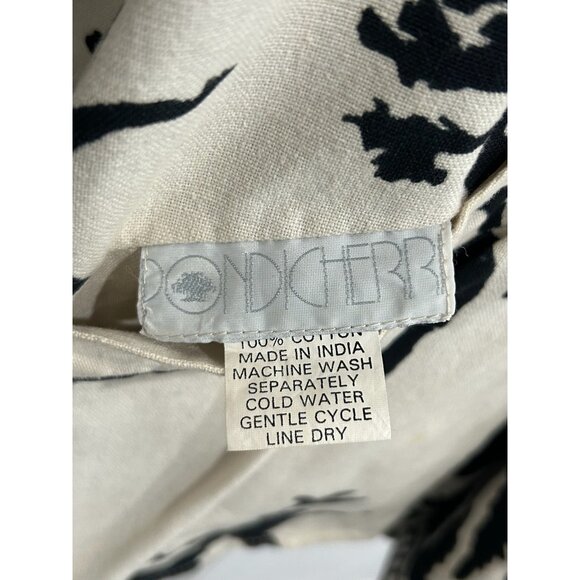 PONDICHERRI
100% COTTON
MADE IN INDIA
MACHINE WASH
SEPARATELY
COLD WATER
GENTLE CYCLE
LINE DRY